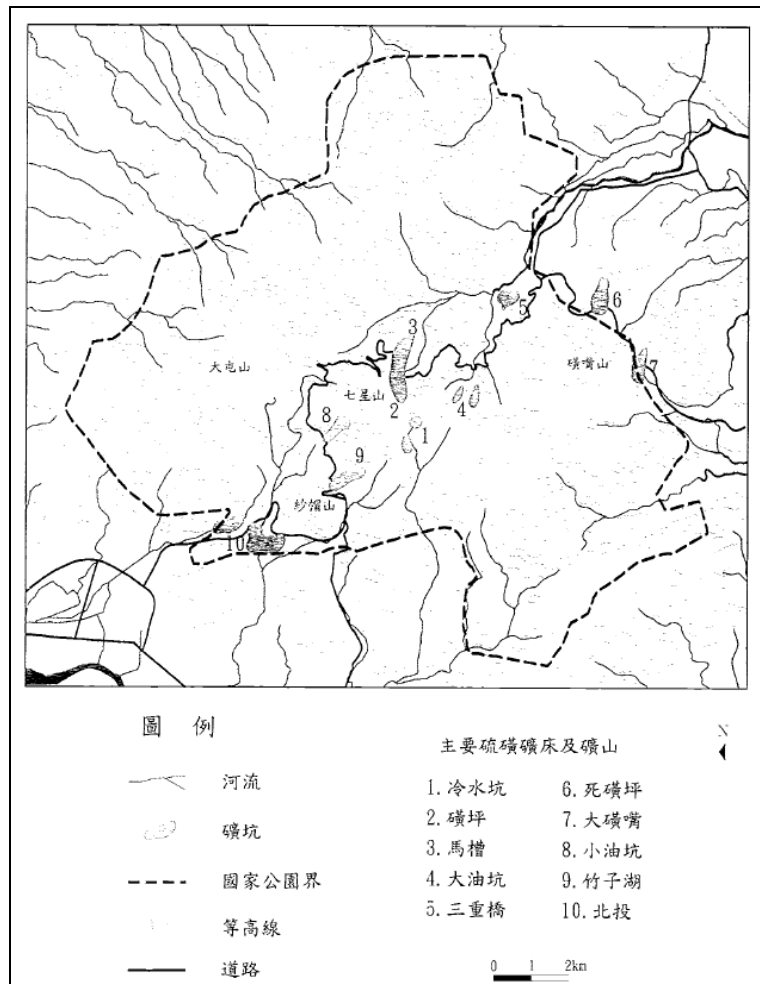 5
6
3
大屯山
磺嘴山
7
七星山
2
4
8
1
9
紗帽山
10
圖 例
河流
礦坑
國家公園界
等高線
道路
主要硫磺礦床及礦山
N
1.冷水坑
2.磺坪
3.馬槽
4.大油坑
5.三重橋
6.死磺坪
7.大磺嘴
8.小油坑
9.竹子湖
10.北投
0 1 2km